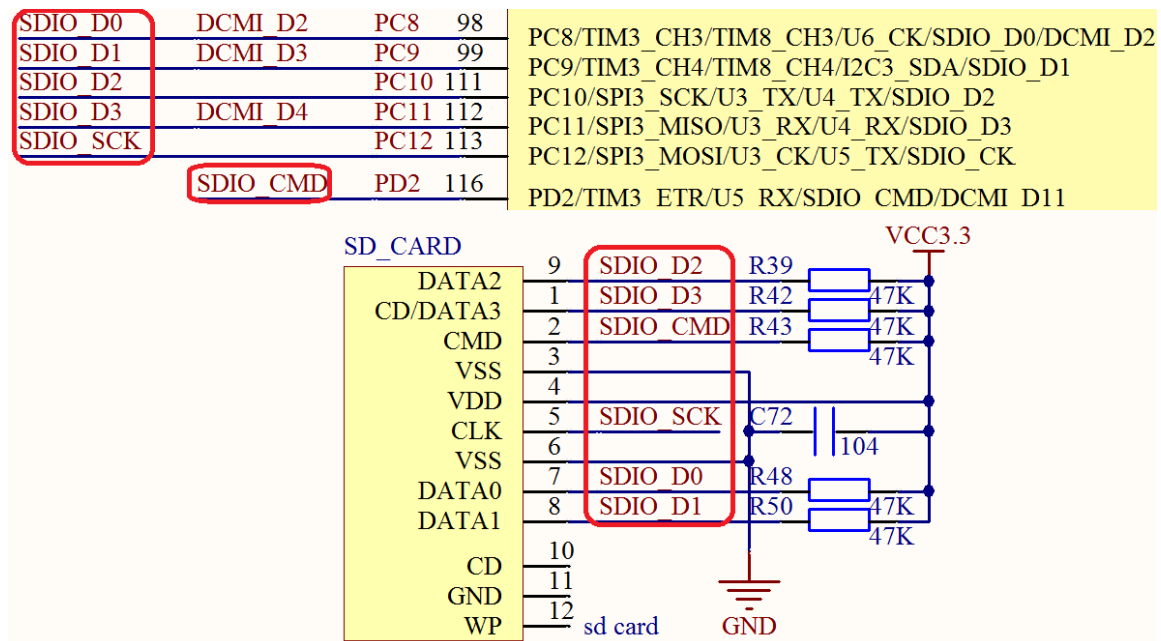 SDIO_D0 DCMI_D2 PC8 98 PC8/TIM3_CH3/TIM8_CH3/U6_CK/SDIO_D0/DCMI_D2
SDIO_D1 DCMI_D3 PC9 99 PC9/TIM3_CH4/TIM8_CH4/I2C3_SDA/SDIO_D1
SDIO_D2 PC10 111 PC10/SPI3_SCK/U3_TX/U4_TX/SDIO_D2
SDIO_D3 DCMI_D4 PC11 112 PC11/SPI3_MISO/U3_RX/U4_RX/SDIO_D3
SDIO_SCK PC12 113 PC12/SPI3_MOSI/U3_CK/U5_TX/SDIO_CK
SDIO_CMD PD2 116 PD2/TIM3_ETR/U5_RX/SDIO_CMD/DCMI_D11
SD_CARD VCC3.3
DATA2 9 SDIO_D2 R39 47K
CD/DATA3 1 SDIO_D3 R42 47K
CMD 2 SDIO_CMD R43 47K
VSS 3
VDD 4
CLK 5 SDIO_SCK C72 104
VSS 6
DATA0 7 SDIO_D0 R48 47K
DATA1 8 SDIO_D1 R50 47K
CD 10
GND 11
WP 12 sd card GND